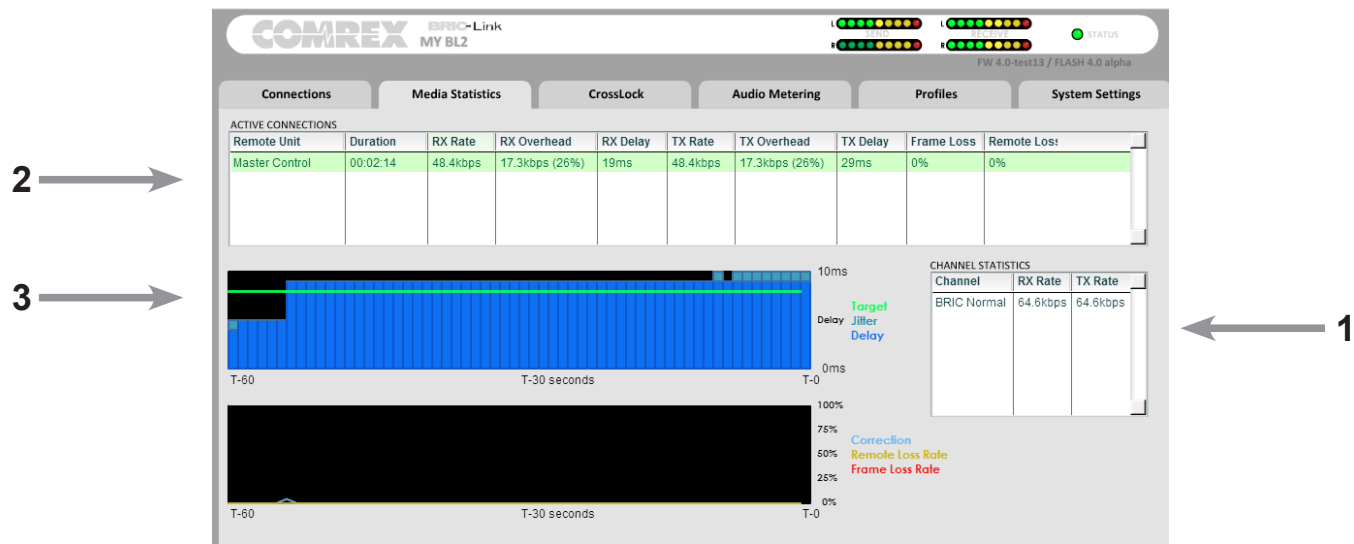 COMREX BRIC-Link
MY BL2
L SEND R
L RECEIVE R
STATUS
FW 4.0-test13 / FLASH 4.0 alpha
Connections Media Statistics CrossLock Audio Metering Profiles System Settings
ACTIVE CONNECTIONS
Remote Unit Duration RX Rate RX Overhead RX Delay TX Rate TX Overhead TX Delay Frame Loss Remote Los
Master Control 00:02:14 48.4kbps 17.3kbps (26%) 19ms 48.4kbps 17.3kbps (26%) 29ms 0% 0%
2
3
10ms
Delay
0ms
Target
Jitter
Delay
T-60 T-30 seconds T-0
CHANNEL STATISTICS
Channel RX Rate TX Rate
BRIC Normal 64.6kbps 64.6kbps
1
100%
75%
50%
25%
0%
Correction
Remote Loss Rate
Frame Loss Rate
T-60 T-30 seconds T-0